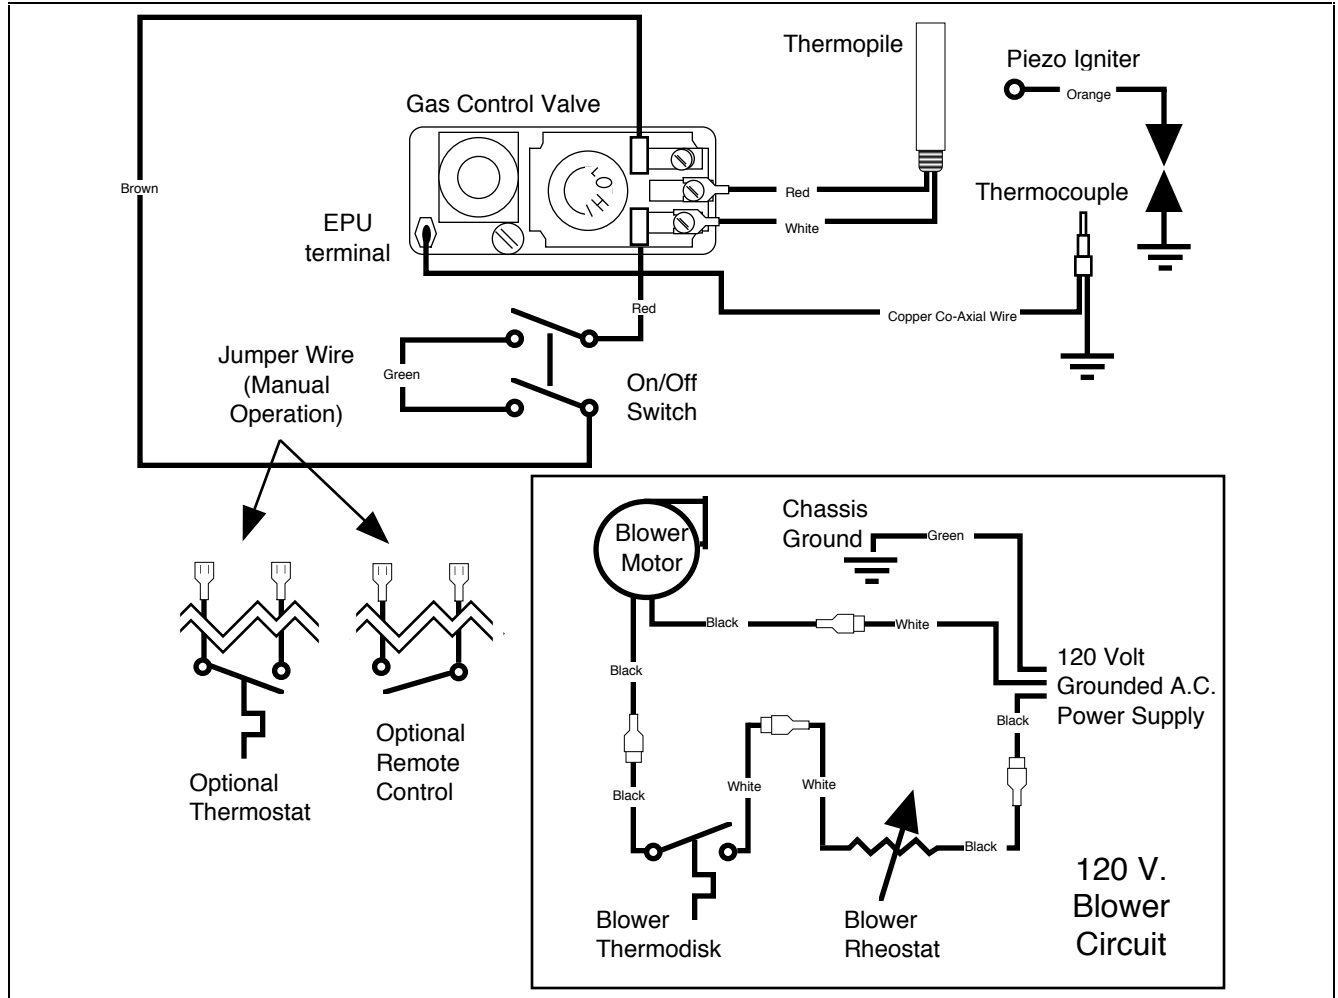 Thermopile
Piezo Igniter
Orange
Gas Control Valve
Brown
Red
Thermocouple
EPU
terminal
White
Red
Copper Co-Axial Wire
Jumper Wire
(Manual
Operation)
Green
On/Off
Switch
Blower
Motor
Chassis
Ground
Green
Black
White
120 Volt
Grounded A.C.
Power Supply
Black
Black
Optional
Thermostat
Optional
Remote
Control
Black
White
White
Black
Blower
Thermodisk
Blower
Rheostat
120 V.
Blower
Circuit